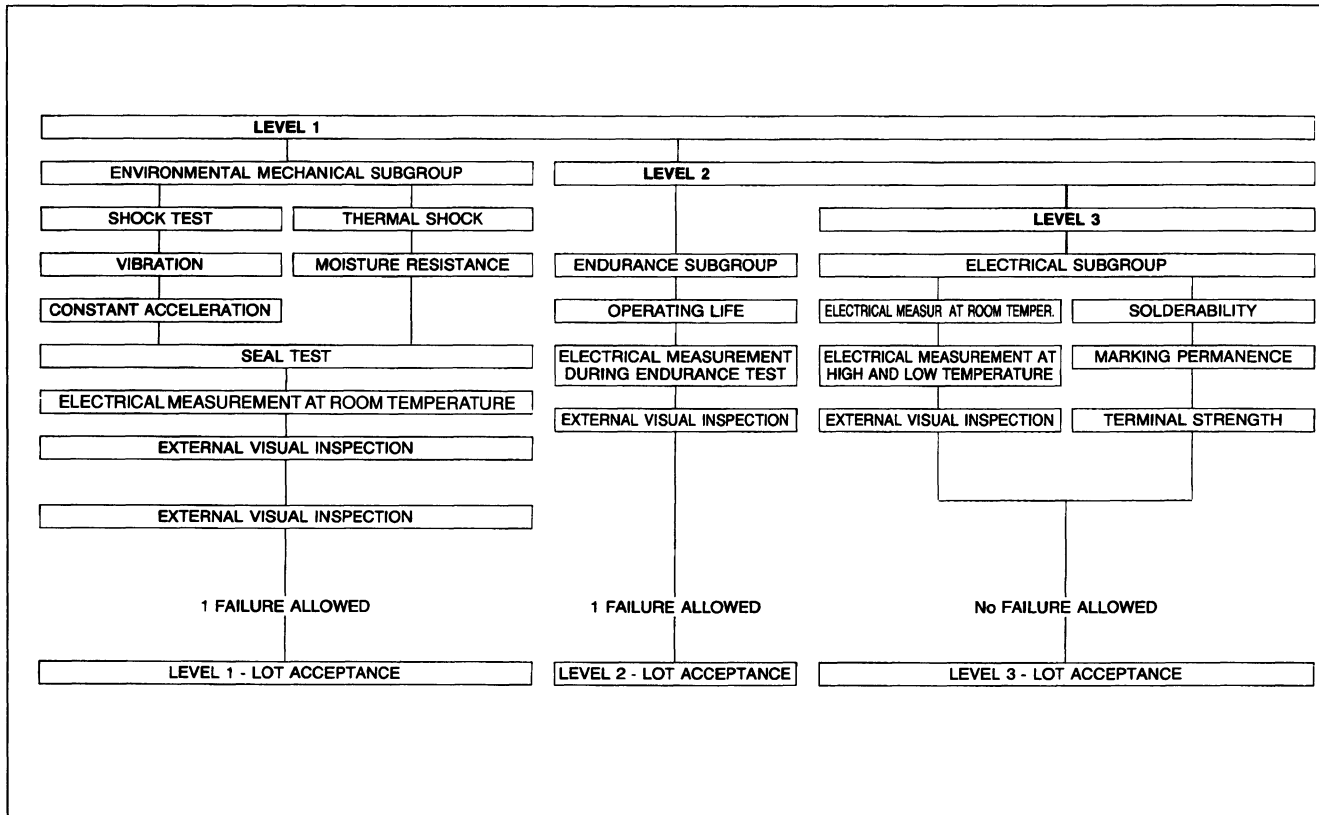 LEVEL 1
ENVIRONMENTAL MECHANICAL SUBGROUP
LEVEL 2
SHOCK TEST
THERMAL SHOCK
LEVEL 3
VIBRATION
MOISTURE RESISTANCE
ENDURANCE SUBGROUP
ELECTRICAL SUBGROUP
CONSTANT ACCELERATION
OPERATING LIFE
ELECTRICAL MEASUR AT ROOM TEMPER.
SOLDERABILITY
SEAL TEST
ELECTRICAL MEASUREMENT
DURING ENDURANCE TEST
ELECTRICAL MEASUREMENT AT
HIGH AND LOW TEMPERATURE
MARKING PERMANENCE
ELECTRICAL MEASUREMENT AT ROOM TEMPERATURE
EXTERNAL VISUAL INSPECTION
EXTERNAL VISUAL INSPECTION
TERMINAL STRENGTH
EXTERNAL VISUAL INSPECTION
EXTERNAL VISUAL INSPECTION
1 FAILURE ALLOWED
1 FAILURE ALLOWED
No FAILURE ALLOWED
LEVEL 1 - LOT ACCEPTANCE
LEVEL 2 - LOT ACCEPTANCE
LEVEL 3 - LOT ACCEPTANCE